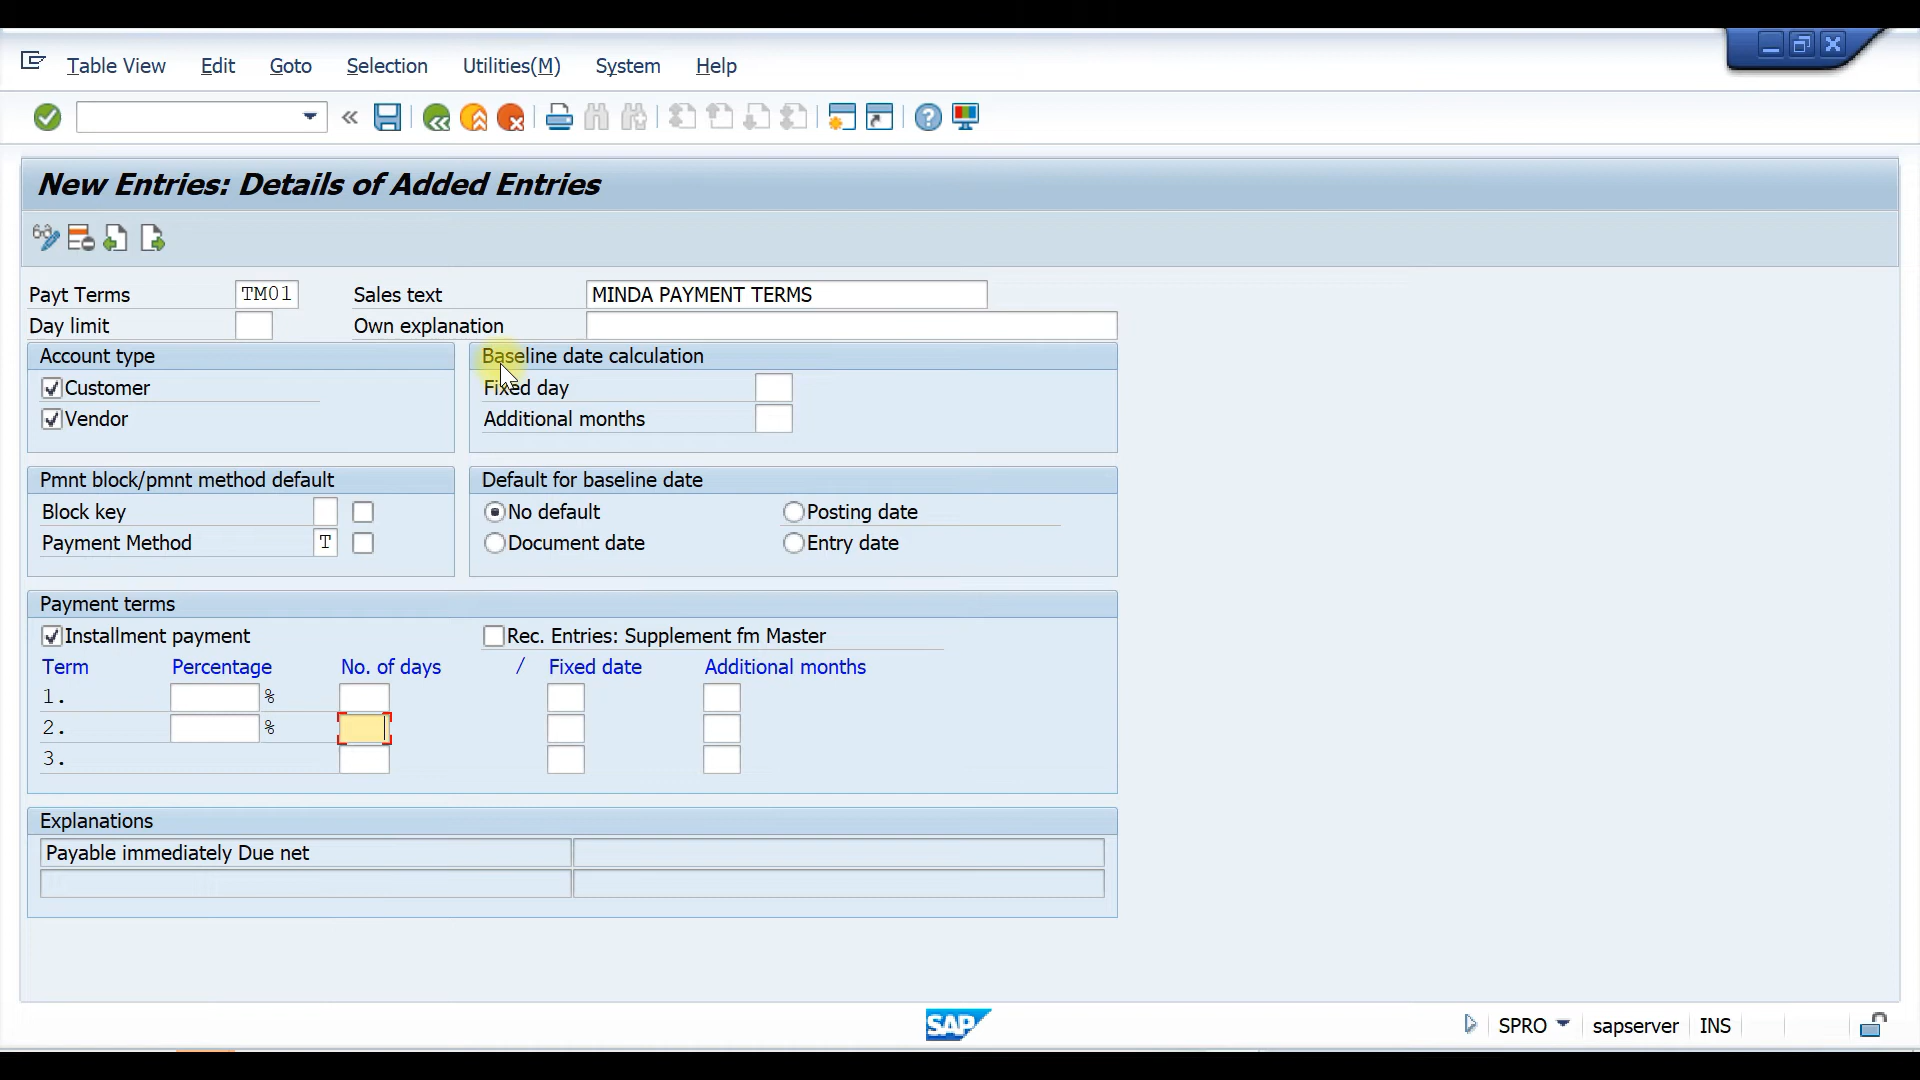 Table View Edit Goto Selection Utilities(M) System Help
New Entries: Details of Added Entries
Payt Terms TM01 Sales text MINDA PAYMENT TERMS
Day limit Own explanation
Account type Baseline date calculation
Customer Fixed day
Vendor Additional months
Pmnt block/pmnt method default Default for baseline date
Block key No default Posting date
Payment Method T Document date Entry date
Payment terms
Installment payment Rec. Entries: Supplement fm Master
Term Percentage No. of days / Fixed date Additional months
1. %
2. %
3.
Explanations
Payable immediately Due net
SAP SPRO sapserver INS